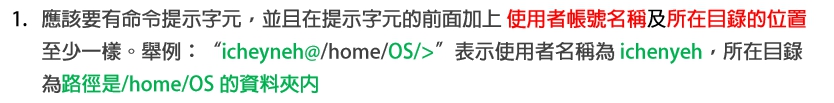 1. 應該要有命令提示字元，並且在提示字元的前面加上 使用者帳號名稱及所在目錄的位置
至少一樣。舉例：“icheyneh@/home/OS/>”表示使用者名稱為 ichenyeh，所在目錄
為路徑是/home/OS 的資料夾内